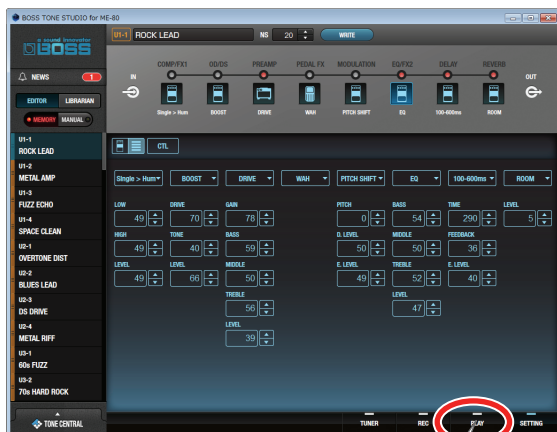 BOSS TONE STUDIO for ME-80
a sound innovator
BOSS
U1-1 ROCK LEAD NS 20 WRITE
NEWS 1
EDITOR LIBRARIAN
MEMORY MANUAL
IN
COMP/FX1 OD/DS PREAMP PEDAL FX MODULATION EQ/FX2 DELAY REVERB
OUT
Single > Hum BOOST DRIVE WAH PITCH SHIFT EQ 100-600ms ROOM
U1-1
ROCK LEAD
U1-2
METAL AMP
U1-3
FUZZ ECHO
U1-4
SPACE CLEAN
U2-1
OVERTONE DIST
U2-2
BLUES LEAD
U2-3
DS DRIVE
U2-4
METAL RIFF
U3-1
60s FUZZ
U3-2
70s HARD ROCK
TONE CENTRAL
CTL
Single > Hum BOOST DRIVE WAH PITCH SHIFT EQ 100-600ms ROOM
LOW DRIVE GAIN PITCH BASS TIME LEVEL
49 70 78 0 54 290 5
HIGH TONE BASS D. LEVEL MIDDLE FEEDBACK
49 40 59 50 50 36
LEVEL LEVEL MIDDLE E. LEVEL TREBLE E. LEVEL
49 66 50 49 52 40
TREBLE LEVEL
56 47
LEVEL
39
TUNER REC PLAY SETTING